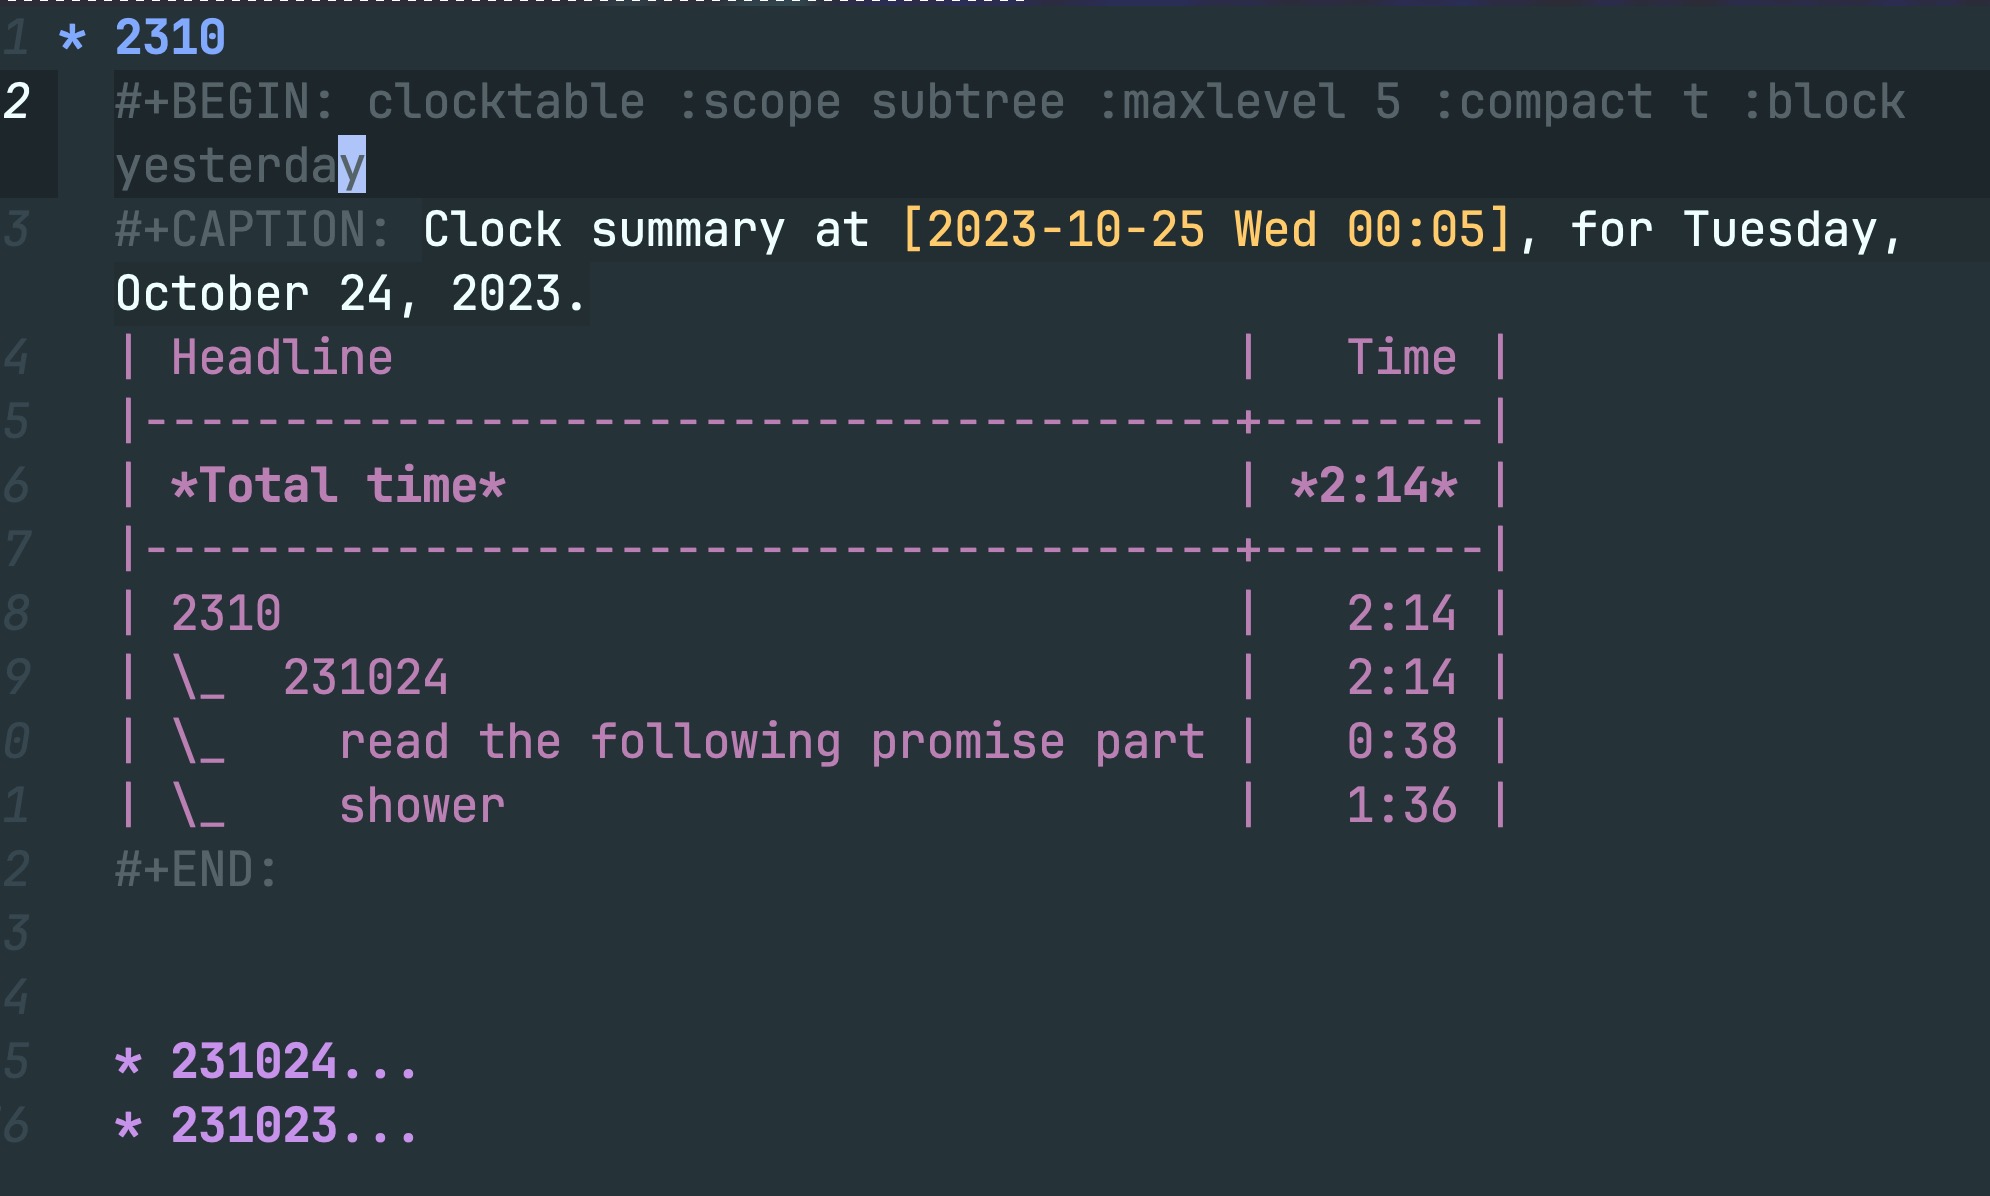 1 * 2310
2 #+BEGIN: clocktable :scope subtree :maxlevel 5 :compact t :block
yesterday
3 #+CAPTION: Clock summary at [2023-10-25 Wed 00:05], for Tuesday,
October 24, 2023.
4 | Headline | Time |
5 |---------------------------------------+--------|
6 | *Total time* | *2:14* |
7 |---------------------------------------+--------|
8 | 2310 | 2:14 |
9 | \_ 231024 | 2:14 |
0 | \_ read the following promise part | 0:38 |
1 | \_ shower | 1:36 |
2 #+END:
3
4
5 * 231024...
6 * 231023...